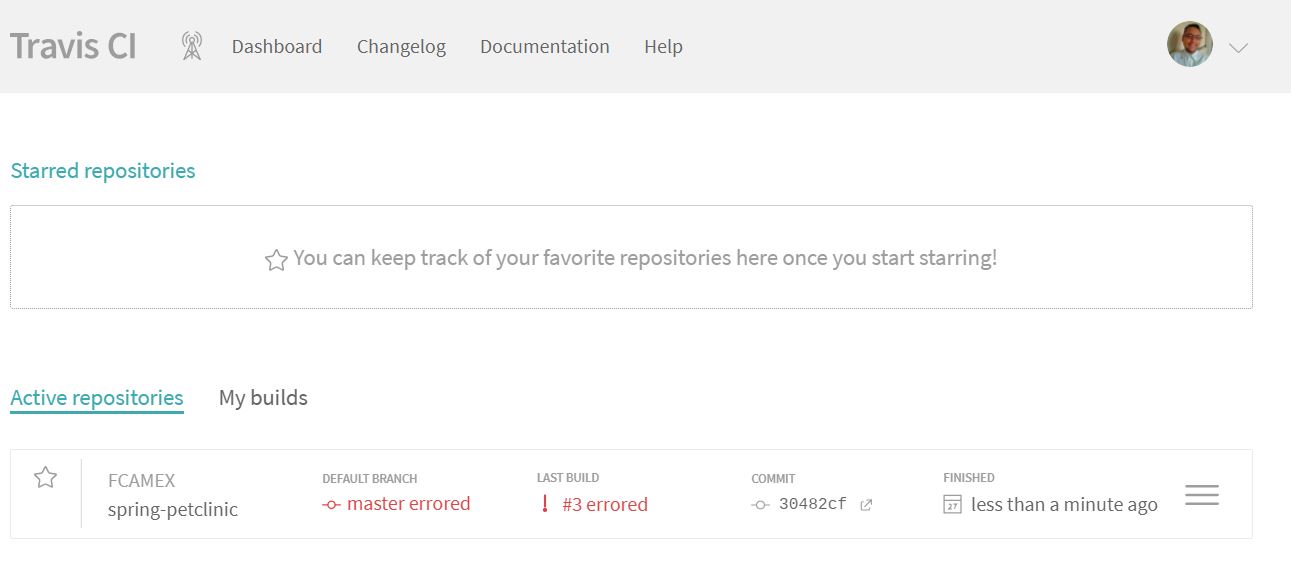 Travis CI Dashboard Changelog Documentation Help
Starred repositories
You can keep track of your favorite repositories here once you start starring!
Active repositories My builds
FCAMEX DEFAULT BRANCH LAST BUILD COMMIT FINISHED
spring-petclinic master errored #3 errored 30482cf 27 less than a minute ago